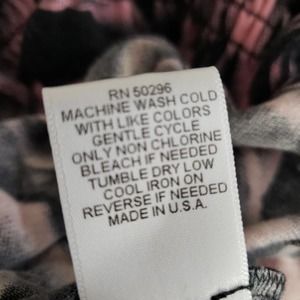 RN 50296
MACHINE WASH COLD
WITH LIKE COLORS
GENTLE CYCLE
ONLY NON CHLORINE
BLEACH IF NEEDED
TUMBLE DRY LOW
COOL IRON ON
REVERSE IF NEEDED
MADE IN U.S.A.